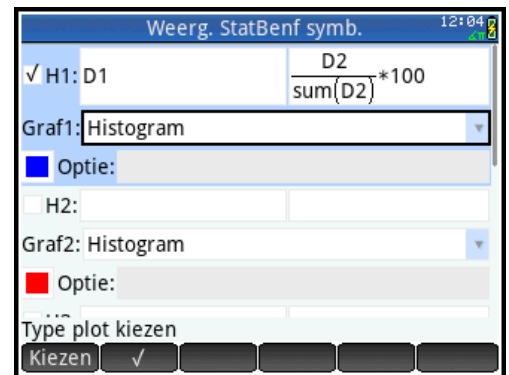 Weerg. StatBenf symb. 12:04
∡π
√ H1: D1 D2/sum(D2)*100
Graf1: Histogram
Optie:
H2:
Graf2: Histogram
Optie:
Type plot kiezen
Kiezen √